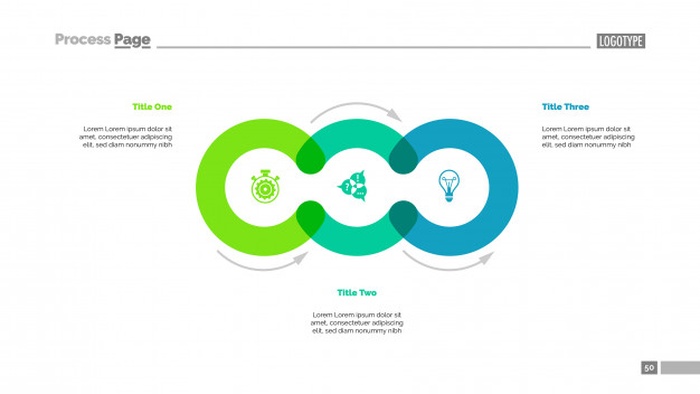 Process Page
LOGOTYPE
Title One
Lorem Lorem ipsum dolor sit
amet, consectetuer adipiscing
elit, sed diam nonummy nibh
Title Three
Lorem Lorem ipsum dolor sit
amet, consectetuer adipiscing
elit, sed diam nonummy nibh
? ! ...
Title Two
Lorem Lorem ipsum dolor sit
amet, consectetuer adipiscing
elit, sed diam nonummy nibh
50